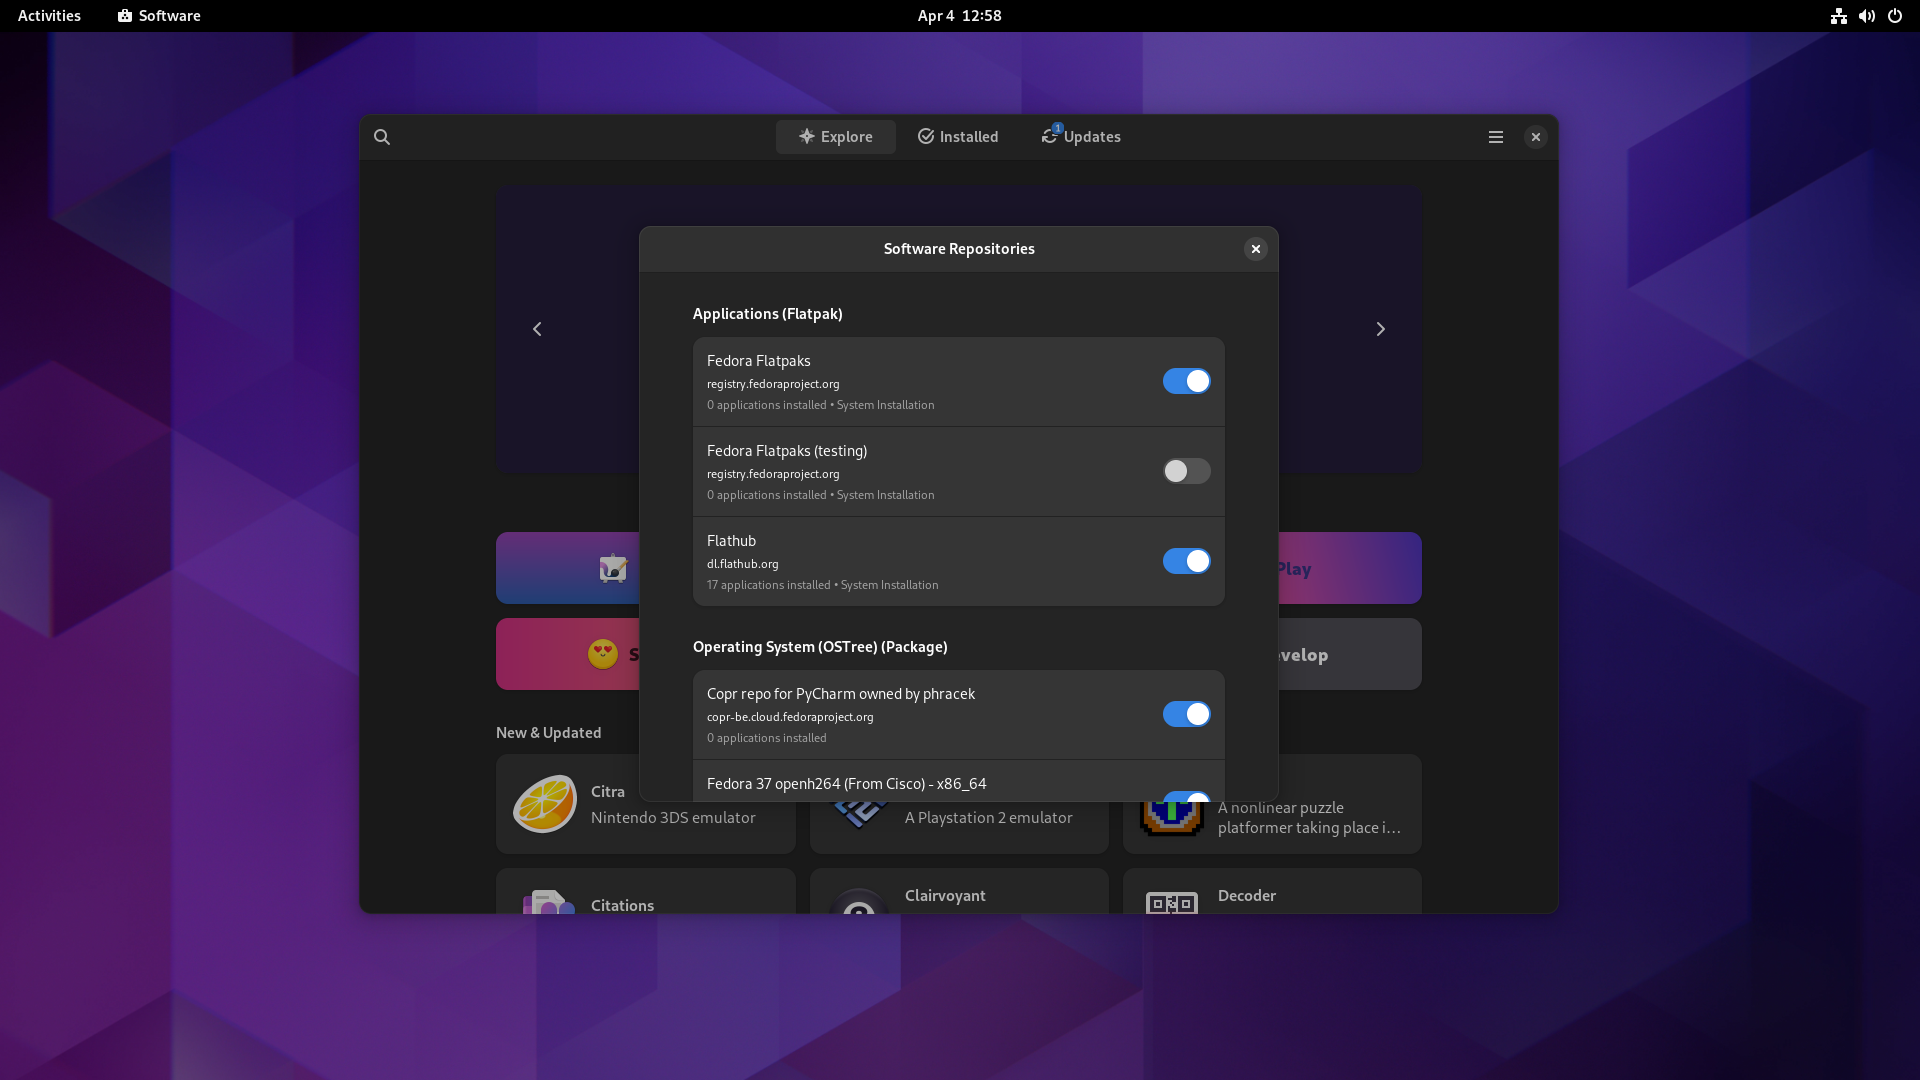 Activities
Software
Apr 4 12:58
Explore
Installed
1
Updates
Software Repositories
Applications (Flatpak)
Fedora Flatpaks
registry.fedoraproject.org
0 applications installed • System Installation
Fedora Flatpaks (testing)
registry.fedoraproject.org
0 applications installed • System Installation
Flathub
dl.flathub.org
17 applications installed • System Installation
Play
Operating System (OSTree) (Package)
S
velop
Copr repo for PyCharm owned by phracek
copr-be.cloud.fedoraproject.org
0 applications installed
Fedora 37 openh264 (From Cisco) - x86_64
New & Updated
Citra
Nintendo 3DS emulator
A Playstation 2 emulator
A nonlinear puzzle
platformer taking place i…
Citations
Clairvoyant
Decoder